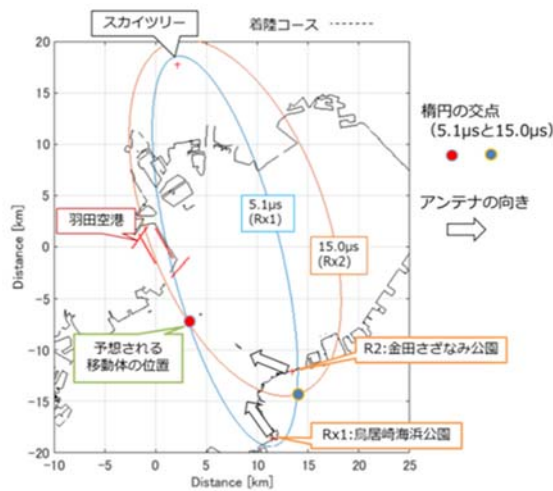 スカイツリー
着陸コース
楕円の交点
(5.1μsと15.0μs)
アンテナの向き
羽田空港
5.1μs
(Rx1)
15.0μs
(Rx2)
予想される
移動体の位置
R2:金田さざなみ公園
Rx1:鳥居崎海浜公園
Distance [km]
20
15
10
5
0
-5
-10
-15
-20
-10
-5
0
5
10
15
20
25
Distance [km]